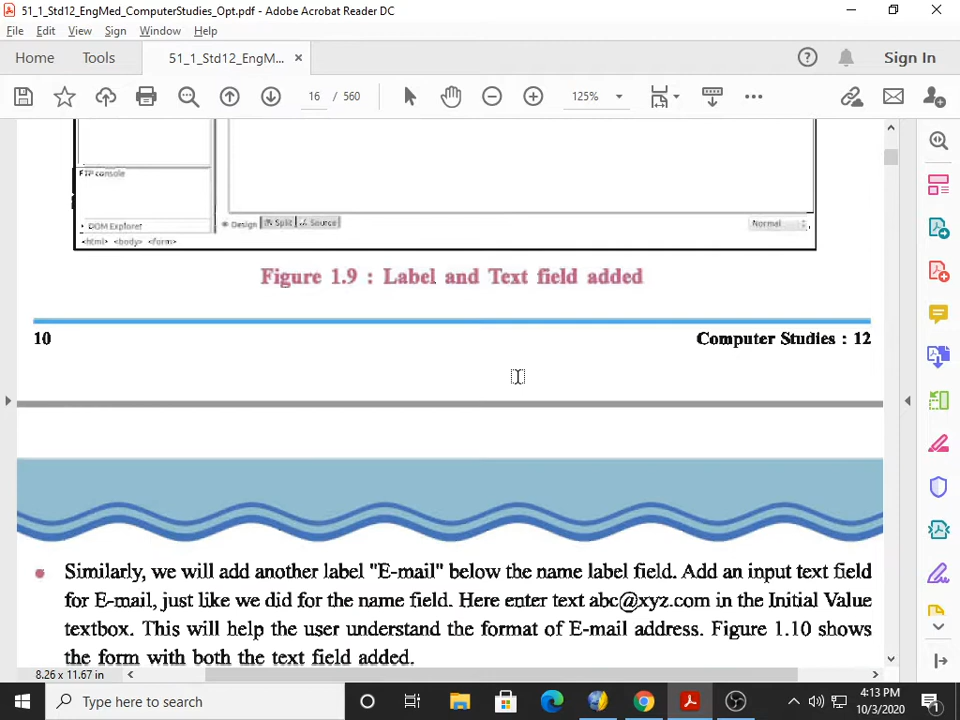 51_1_Std12_EngMed_ComputerStudies_Opt.pdf - Adobe Acrobat Reader DC
File Edit View Sign Window Help
Home Tools 51_1_Std12_EngM... Sign In
16 / 560 125%
FTP console
DOM Explorer
Design Split Source Normal
<html> <body> <form>
Figure 1.9 : Label and Text field added
10 Computer Studies : 12
Similarly, we will add another label "E-mail" below the name label field. Add an input text field
for E-mail, just like we did for the name field. Here enter text abc@xyz.com in the Initial Value
textbox. This will help the user understand the format of E-mail address. Figure 1.10 shows
the form with both the text field added.
8.26 x 11.67 in
Type here to search
4:13 PM
10/3/2020
1